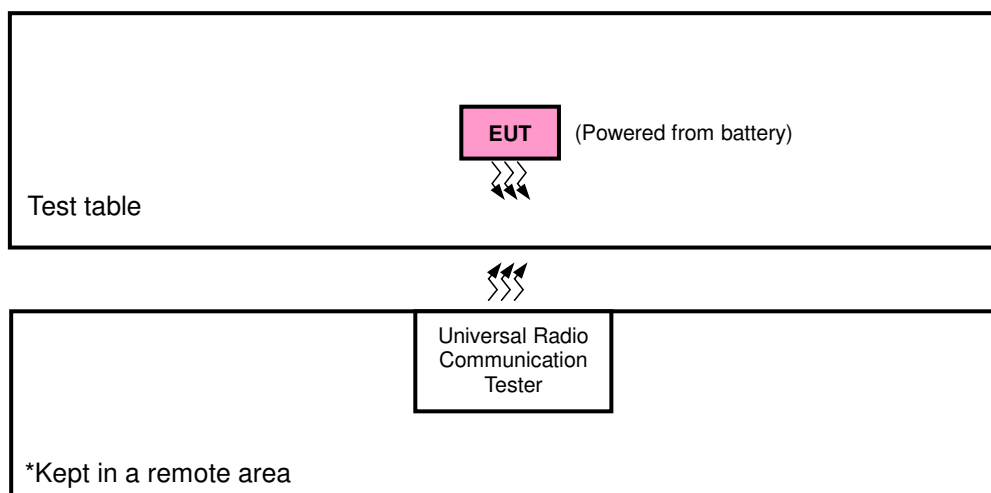 EUT
(Powered from battery)
Test table
Universal Radio
Communication
Tester
*Kept in a remote area